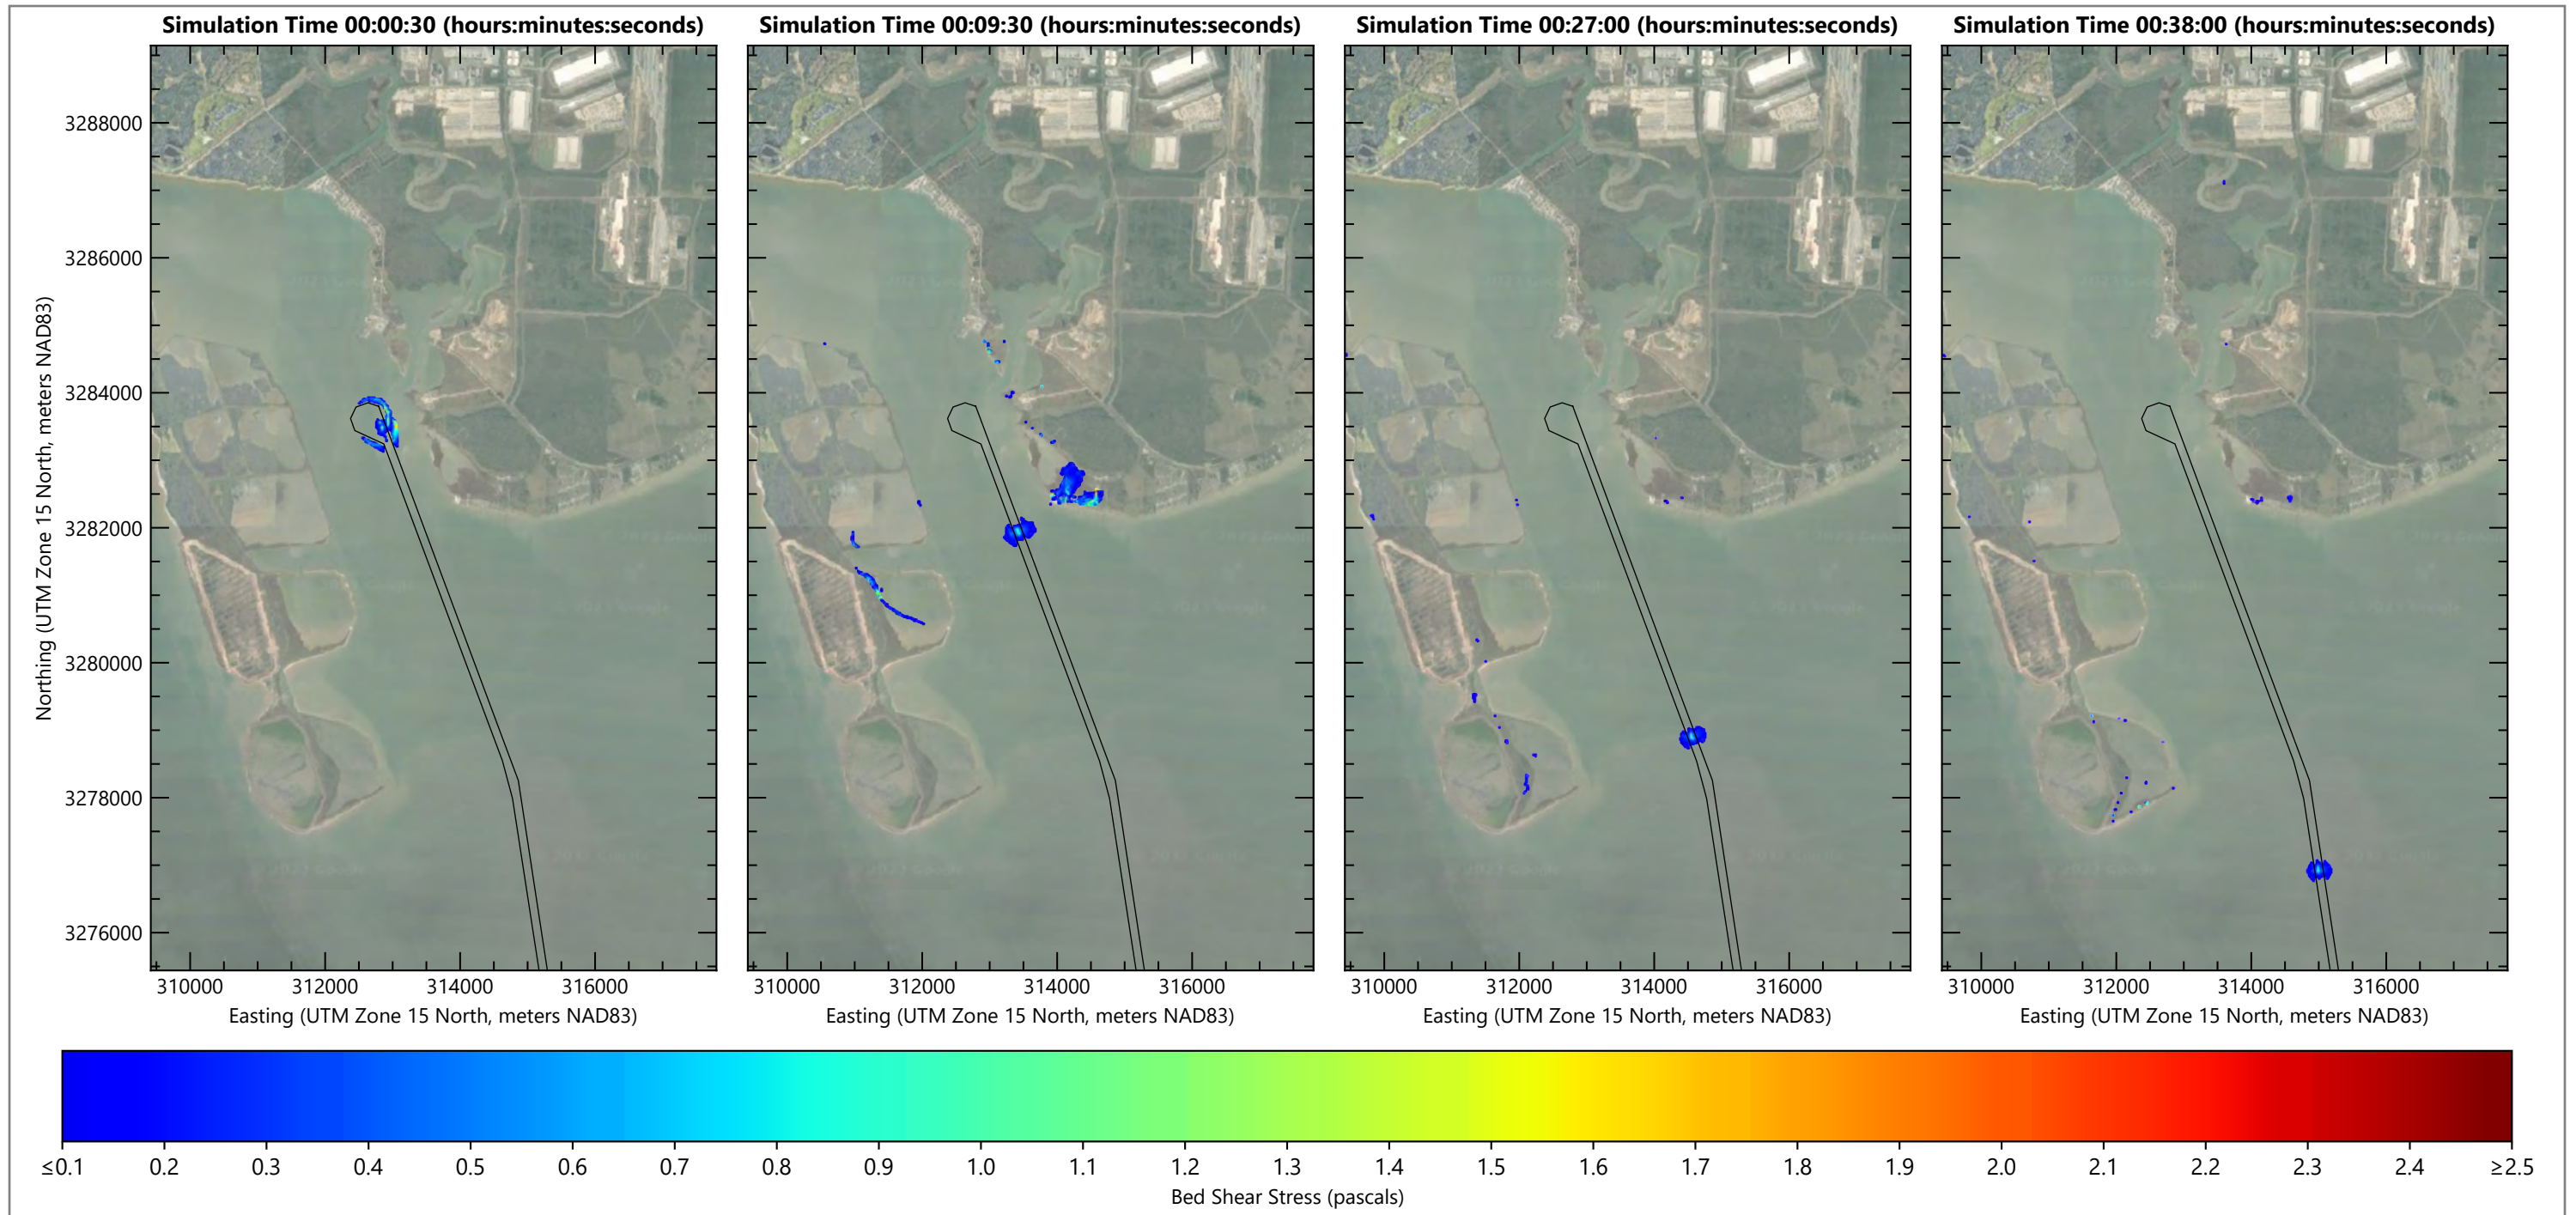 Simulation Time 00:00:30 (hours:minutes:seconds)
Simulation Time 00:09:30 (hours:minutes:seconds)
Simulation Time 00:27:00 (hours:minutes:seconds)
Simulation Time 00:38:00 (hours:minutes:seconds)
Northing (UTM Zone 15 North, meters NAD83)
3288000
3286000
3284000
3282000
3280000
3278000
3276000
310000 312000 314000 316000
310000 312000 314000 316000
310000 312000 314000 316000
310000 312000 314000 316000
Easting (UTM Zone 15 North, meters NAD83)
Easting (UTM Zone 15 North, meters NAD83)
Easting (UTM Zone 15 North, meters NAD83)
Easting (UTM Zone 15 North, meters NAD83)
≤0.1 0.2 0.3 0.4 0.5 0.6 0.7 0.8 0.9 1.0 1.1 1.2 1.3 1.4 1.5 1.6 1.7 1.8 1.9 2.0 2.1 2.2 2.3 2.4 ≥2.5
Bed Shear Stress (pascals)